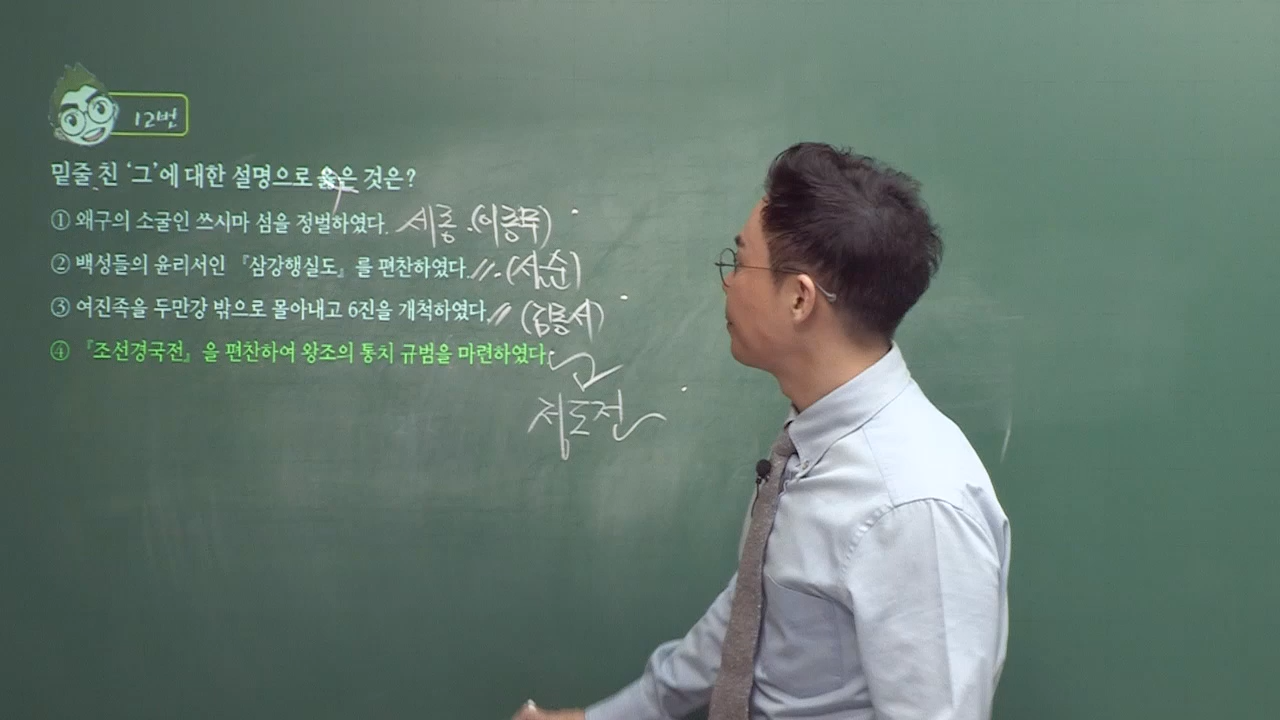 12번
밑줄 친 '그'에 대한 설명으로 옳은 것은?
① 왜구의 소굴인 쓰시마 섬을 정벌하였다. 세종 (이종무)
② 백성들의 윤리서인 『삼강행실도』를 편찬하였다. 〃 (설순)
③ 여진족을 두만강 밖으로 몰아내고 6진을 개척하였다. 〃 (김종서)
④ 『조선경국전』을 편찬하여 왕조의 통치 규범을 마련하였다.
정도전